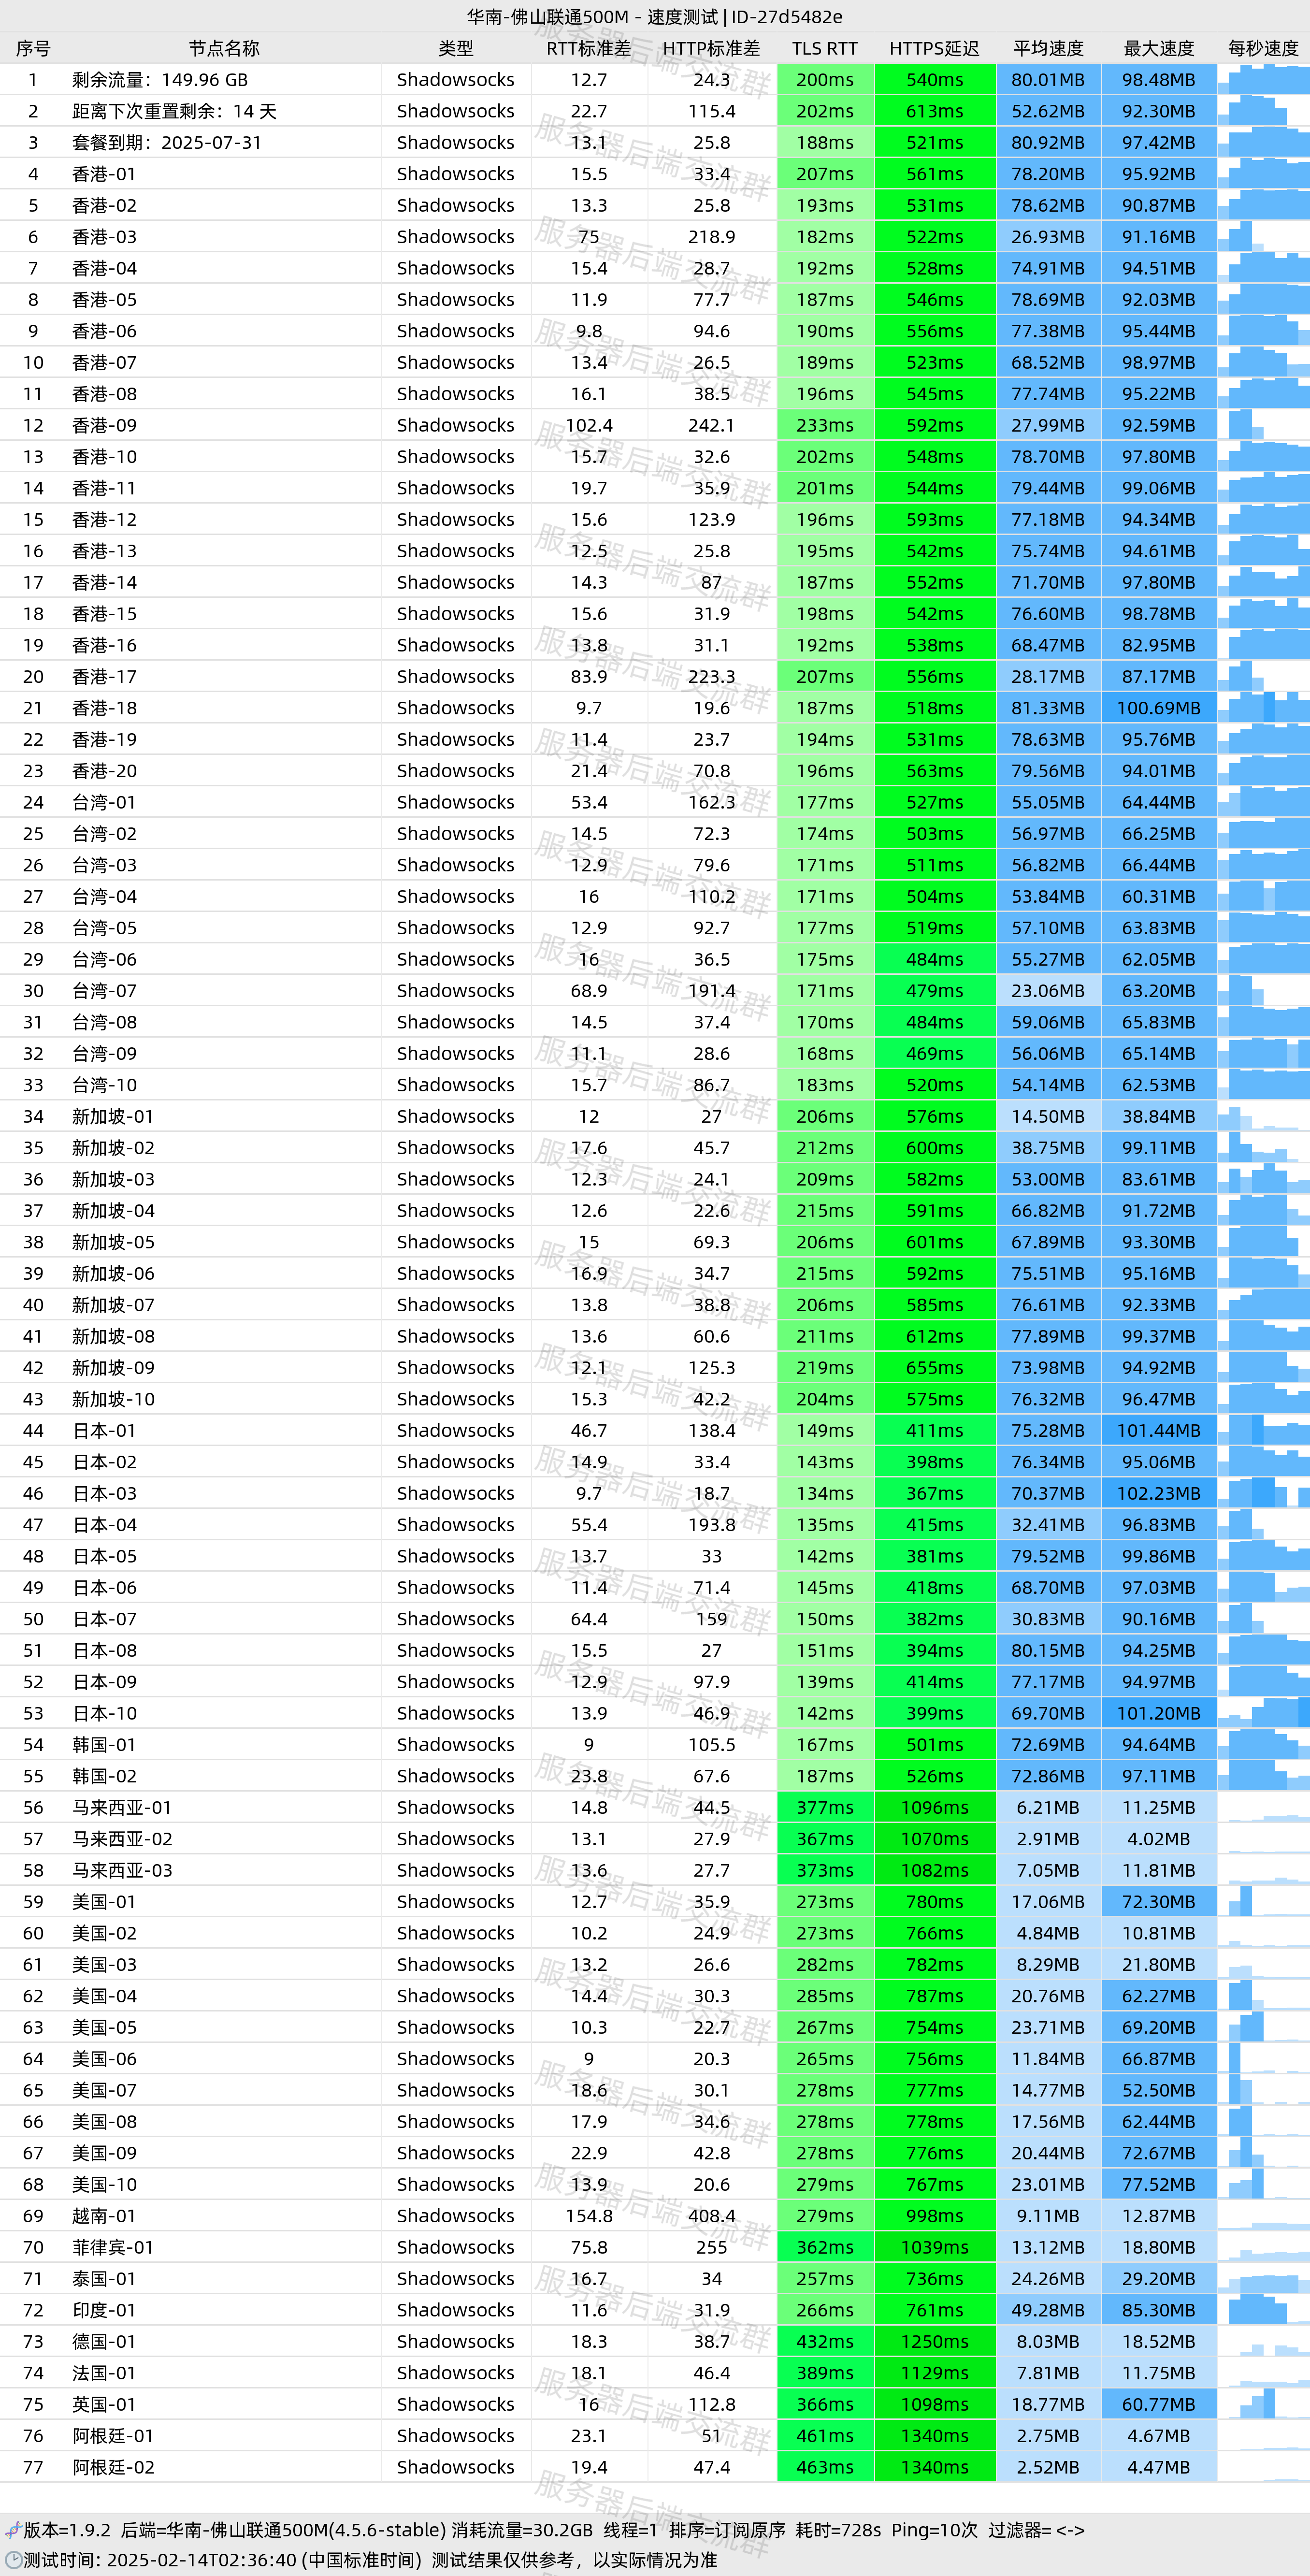 华南-佛山联通500M - 速度测试 | ID-27d5482e
序号 节点名称 类型 RTT标准差 HTTP标准差 TLS RTT HTTPS延迟 平均速度 最大速度 每秒速度
1 剩余流量：149.96 GB Shadowsocks 12.7 24.3 200ms 540ms 80.01MB 98.48MB
2 距离下次重置剩余：14 天 Shadowsocks 22.7 115.4 202ms 613ms 52.62MB 92.30MB
3 套餐到期：2025-07-31 Shadowsocks 13.1 25.8 188ms 521ms 80.92MB 97.42MB
4 香港-01 Shadowsocks 15.5 33.4 207ms 561ms 78.20MB 95.92MB
5 香港-02 Shadowsocks 13.3 25.8 193ms 531ms 78.62MB 90.87MB
6 香港-03 Shadowsocks 75 218.9 182ms 522ms 26.93MB 91.16MB
7 香港-04 Shadowsocks 15.4 28.7 192ms 528ms 74.91MB 94.51MB
8 香港-05 Shadowsocks 11.9 77.7 187ms 546ms 78.69MB 92.03MB
9 香港-06 Shadowsocks 9.8 94.6 190ms 556ms 77.38MB 95.44MB
10 香港-07 Shadowsocks 13.4 26.5 189ms 523ms 68.52MB 98.97MB
11 香港-08 Shadowsocks 16.1 38.5 196ms 545ms 77.74MB 95.22MB
12 香港-09 Shadowsocks 102.4 242.1 233ms 592ms 27.99MB 92.59MB
13 香港-10 Shadowsocks 15.7 32.6 202ms 548ms 78.70MB 97.80MB
14 香港-11 Shadowsocks 19.7 35.9 201ms 544ms 79.44MB 99.06MB
15 香港-12 Shadowsocks 15.6 123.9 196ms 593ms 77.18MB 94.34MB
16 香港-13 Shadowsocks 12.5 25.8 195ms 542ms 75.74MB 94.61MB
17 香港-14 Shadowsocks 14.3 87 187ms 552ms 71.70MB 97.80MB
18 香港-15 Shadowsocks 15.6 31.9 198ms 542ms 76.60MB 98.78MB
19 香港-16 Shadowsocks 13.8 31.1 192ms 538ms 68.47MB 82.95MB
20 香港-17 Shadowsocks 83.9 223.3 207ms 556ms 28.17MB 87.17MB
21 香港-18 Shadowsocks 9.7 19.6 187ms 518ms 81.33MB 100.69MB
22 香港-19 Shadowsocks 11.4 23.7 194ms 531ms 78.63MB 95.76MB
23 香港-20 Shadowsocks 21.4 70.8 196ms 563ms 79.56MB 94.01MB
24 台湾-01 Shadowsocks 53.4 162.3 177ms 527ms 55.05MB 64.44MB
25 台湾-02 Shadowsocks 14.5 72.3 174ms 503ms 56.97MB 66.25MB
26 台湾-03 Shadowsocks 12.9 79.6 171ms 511ms 56.82MB 66.44MB
27 台湾-04 Shadowsocks 16 110.2 171ms 504ms 53.84MB 60.31MB
28 台湾-05 Shadowsocks 12.9 92.7 177ms 519ms 57.10MB 63.83MB
29 台湾-06 Shadowsocks 16 36.5 175ms 484ms 55.27MB 62.05MB
30 台湾-07 Shadowsocks 68.9 191.4 171ms 479ms 23.06MB 63.20MB
31 台湾-08 Shadowsocks 14.5 37.4 170ms 484ms 59.06MB 65.83MB
32 台湾-09 Shadowsocks 11.1 28.6 168ms 469ms 56.06MB 65.14MB
33 台湾-10 Shadowsocks 15.7 86.7 183ms 520ms 54.14MB 62.53MB
34 新加坡-01 Shadowsocks 12 27 206ms 576ms 14.50MB 38.84MB
35 新加坡-02 Shadowsocks 17.6 45.7 212ms 600ms 38.75MB 99.11MB
36 新加坡-03 Shadowsocks 12.3 24.1 209ms 582ms 53.00MB 83.61MB
37 新加坡-04 Shadowsocks 12.6 22.6 215ms 591ms 66.82MB 91.72MB
38 新加坡-05 Shadowsocks 15 69.3 206ms 601ms 67.89MB 93.30MB
39 新加坡-06 Shadowsocks 16.9 34.7 215ms 592ms 75.51MB 95.16MB
40 新加坡-07 Shadowsocks 13.8 38.8 206ms 585ms 76.61MB 92.33MB
41 新加坡-08 Shadowsocks 13.6 60.6 211ms 612ms 77.89MB 99.37MB
42 新加坡-09 Shadowsocks 12.1 125.3 219ms 655ms 73.98MB 94.92MB
43 新加坡-10 Shadowsocks 15.3 42.2 204ms 575ms 76.32MB 96.47MB
44 日本-01 Shadowsocks 46.7 138.4 149ms 411ms 75.28MB 101.44MB
45 日本-02 Shadowsocks 14.9 33.4 143ms 398ms 76.34MB 95.06MB
46 日本-03 Shadowsocks 9.7 18.7 134ms 367ms 70.37MB 102.23MB
47 日本-04 Shadowsocks 55.4 193.8 135ms 415ms 32.41MB 96.83MB
48 日本-05 Shadowsocks 13.7 33 142ms 381ms 79.52MB 99.86MB
49 日本-06 Shadowsocks 11.4 71.4 145ms 418ms 68.70MB 97.03MB
50 日本-07 Shadowsocks 64.4 159 150ms 382ms 30.83MB 90.16MB
51 日本-08 Shadowsocks 15.5 27 151ms 394ms 80.15MB 94.25MB
52 日本-09 Shadowsocks 12.9 97.9 139ms 414ms 77.17MB 94.97MB
53 日本-10 Shadowsocks 13.9 46.9 142ms 399ms 69.70MB 101.20MB
54 韩国-01 Shadowsocks 9 105.5 167ms 501ms 72.69MB 94.64MB
55 韩国-02 Shadowsocks 23.8 67.6 187ms 526ms 72.86MB 97.11MB
56 马来西亚-01 Shadowsocks 14.8 44.5 377ms 1096ms 6.21MB 11.25MB
57 马来西亚-02 Shadowsocks 13.1 27.9 367ms 1070ms 2.91MB 4.02MB
58 马来西亚-03 Shadowsocks 13.6 27.7 373ms 1082ms 7.05MB 11.81MB
59 美国-01 Shadowsocks 12.7 35.9 273ms 780ms 17.06MB 72.30MB
60 美国-02 Shadowsocks 10.2 24.9 273ms 766ms 4.84MB 10.81MB
61 美国-03 Shadowsocks 13.2 26.6 282ms 782ms 8.29MB 21.80MB
62 美国-04 Shadowsocks 14.4 30.3 285ms 787ms 20.76MB 62.27MB
63 美国-05 Shadowsocks 10.3 22.7 267ms 754ms 23.71MB 69.20MB
64 美国-06 Shadowsocks 9 20.3 265ms 756ms 11.84MB 66.87MB
65 美国-07 Shadowsocks 18.6 30.1 278ms 777ms 14.77MB 52.50MB
66 美国-08 Shadowsocks 17.9 34.6 278ms 778ms 17.56MB 62.44MB
67 美国-09 Shadowsocks 22.9 42.8 278ms 776ms 20.44MB 72.67MB
68 美国-10 Shadowsocks 13.9 20.6 279ms 767ms 23.01MB 77.52MB
69 越南-01 Shadowsocks 154.8 408.4 279ms 998ms 9.11MB 12.87MB
70 菲律宾-01 Shadowsocks 75.8 255 362ms 1039ms 13.12MB 18.80MB
71 泰国-01 Shadowsocks 16.7 34 257ms 736ms 24.26MB 29.20MB
72 印度-01 Shadowsocks 11.6 31.9 266ms 761ms 49.28MB 85.30MB
73 德国-01 Shadowsocks 18.3 38.7 432ms 1250ms 8.03MB 18.52MB
74 法国-01 Shadowsocks 18.1 46.4 389ms 1129ms 7.81MB 11.75MB
75 英国-01 Shadowsocks 16 112.8 366ms 1098ms 18.77MB 60.77MB
76 阿根廷-01 Shadowsocks 23.1 51 461ms 1340ms 2.75MB 4.67MB
77 阿根廷-02 Shadowsocks 19.4 47.4 463ms 1340ms 2.52MB 4.47MB
版本=1.9.2 后端=华南-佛山联通500M(4.5.6-stable) 消耗流量=30.2GB 线程=1 排序=订阅原序 耗时=728s Ping=10次 过滤器= <->
测试时间: 2025-02-14T02:36:40 (中国标准时间) 测试结果仅供参考，以实际情况为准
服务器后端交流群